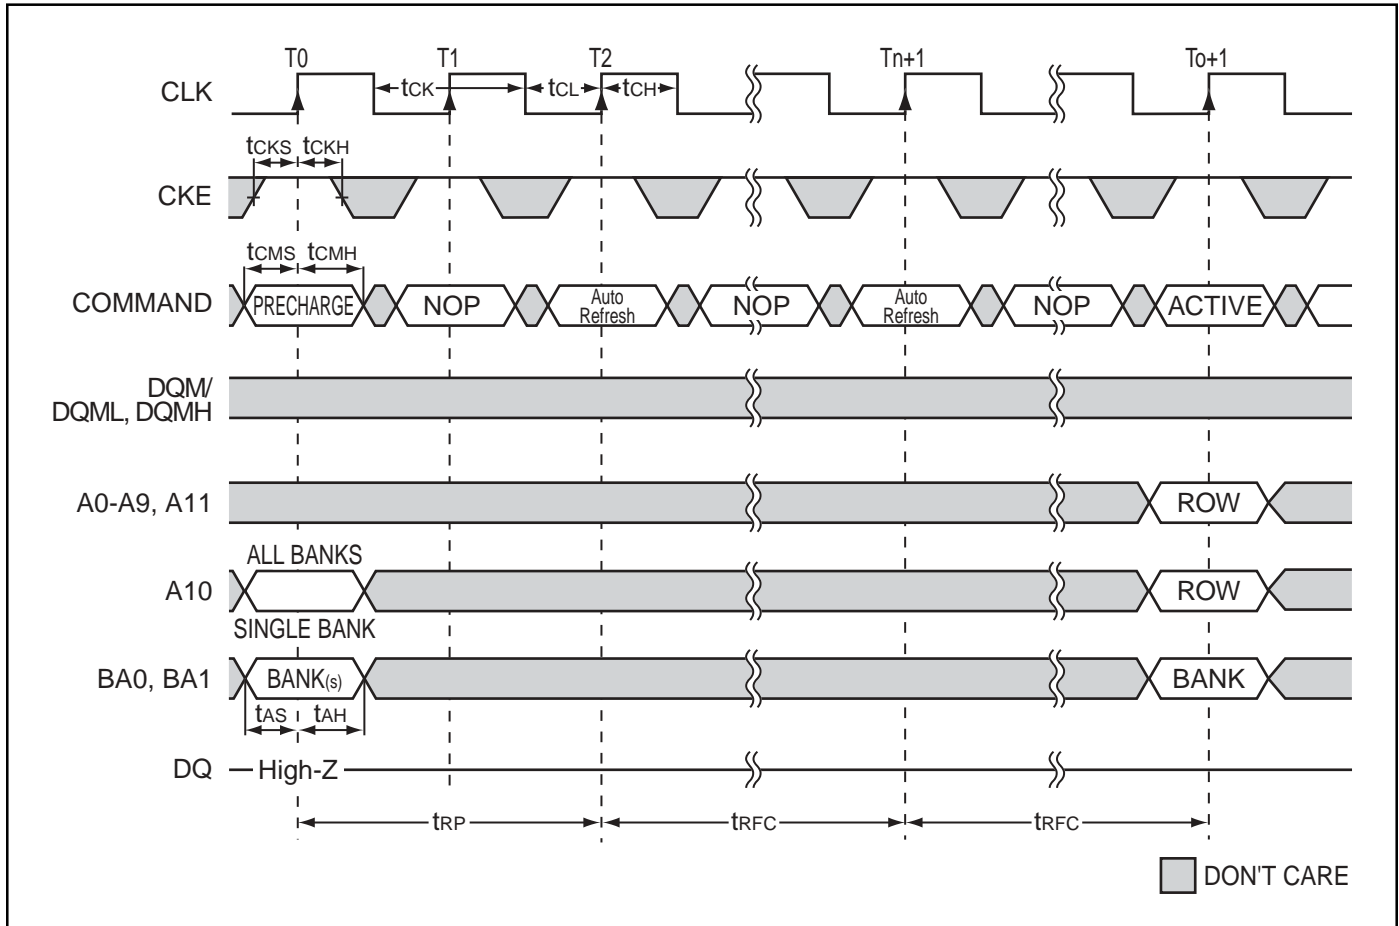 T0 T1 T2 Tn+1 To+1
CLK tCK tCL tCH
tCKS tCKH
CKE
tCMS tCMH
COMMAND PRECHARGE NOP Auto Refresh NOP Auto Refresh NOP ACTIVE
DQM/
DQML, DQMH
A0-A9, A11 ROW
ALL BANKS
A10 ROW
SINGLE BANK
BA0, BA1 BANK(s) BANK
tAS tAH
DQ High-Z
tRP tRFC tRFC
DON'T CARE